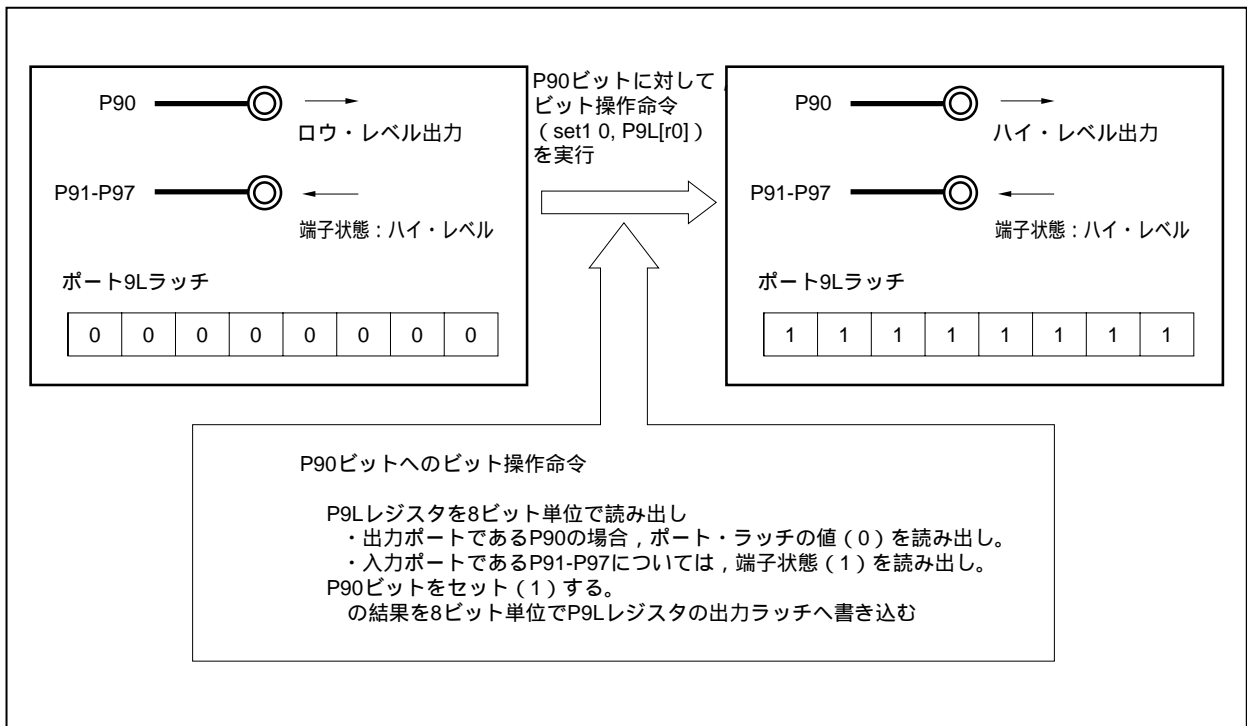 P90
ロウ・レベル出力
P91-P97
端子状態：ハイ・レベル
ポート9Lラッチ
0 0 0 0 0 0 0 0
P90ビットに対して，
ビット操作命令
（set1 0, P9L[r0]）
を実行
P90
ハイ・レベル出力
P91-P97
端子状態：ハイ・レベル
ポート9Lラッチ
1 1 1 1 1 1 1 1
P90ビットへのビット操作命令
P9Lレジスタを8ビット単位で読み出し
・出力ポートであるP90の場合，ポート・ラッチの値（0）を読み出し。
・入力ポートであるP91-P97については，端子状態（1）を読み出し。
P90ビットをセット（1）する。
の結果を8ビット単位でP9Lレジスタの出力ラッチへ書き込む